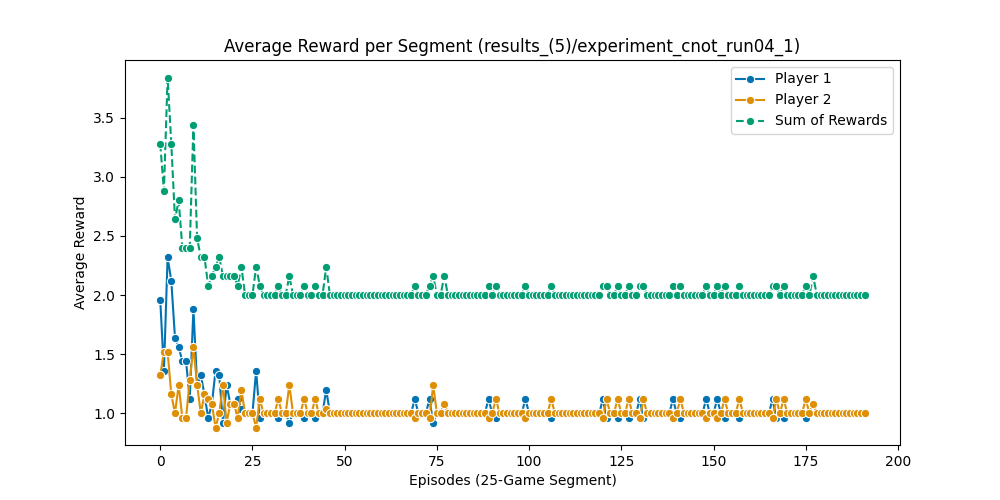 Average Reward per Segment (results_(5)/experiment_cnot_run04_1)
Player 1
Player 2
Sum of Rewards
Average Reward
3.5
3.0
2.5
2.0
1.5
1.0
0 25 50 75 100 125 150 175 200
Episodes (25-Game Segment)